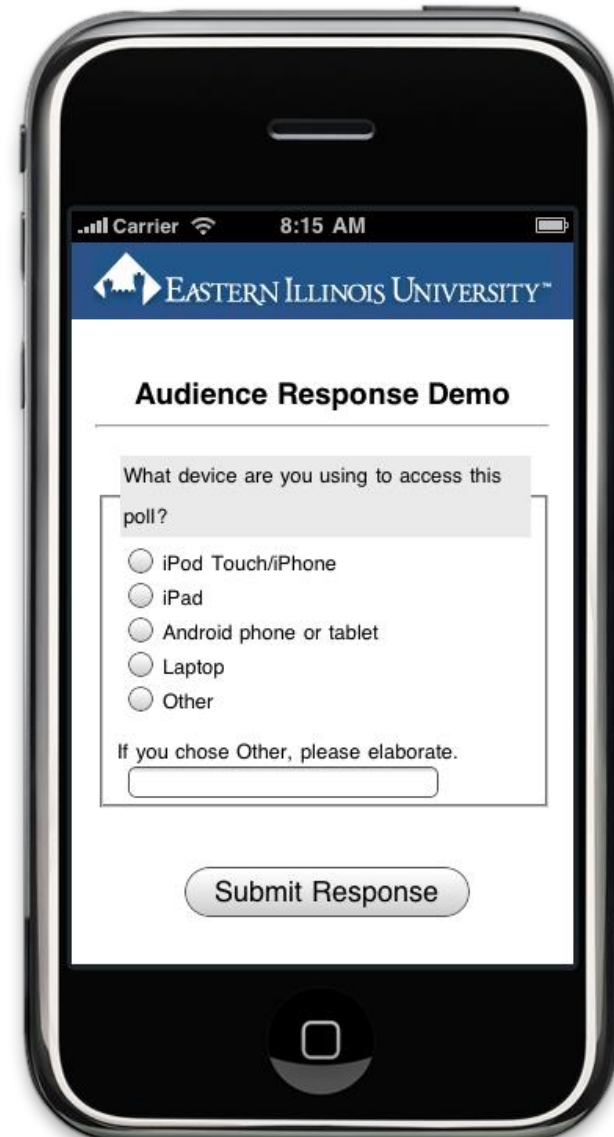 Carrier 8:15 AM
EASTERN ILLINOIS UNIVERSITY™
Audience Response Demo
What device are you using to access this
poll?
iPod Touch/iPhone
iPad
Android phone or tablet
Laptop
Other
If you chose Other, please elaborate.
Submit Response